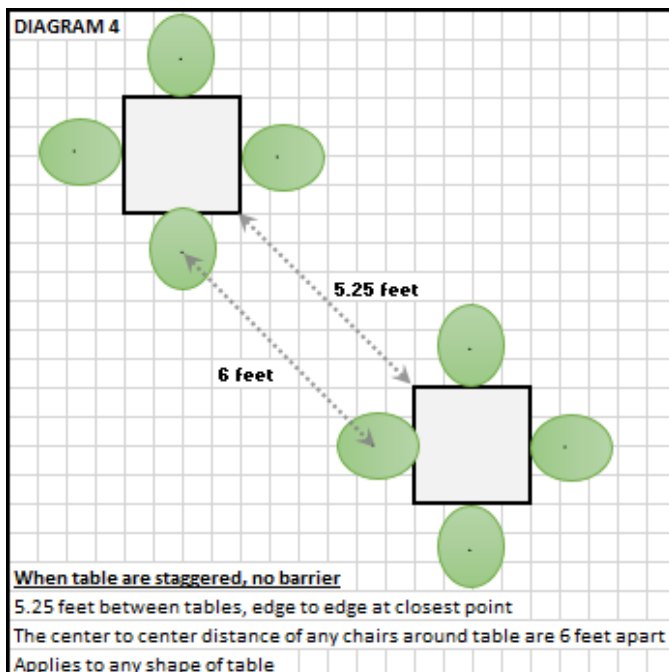 DIAGRAM 4
5.25 feet
6 feet
When table are staggered, no barrier
5.25 feet between tables, edge to edge at closest point
The center to center distance of any chairs around table are 6 feet apart
Applies to any shape of table